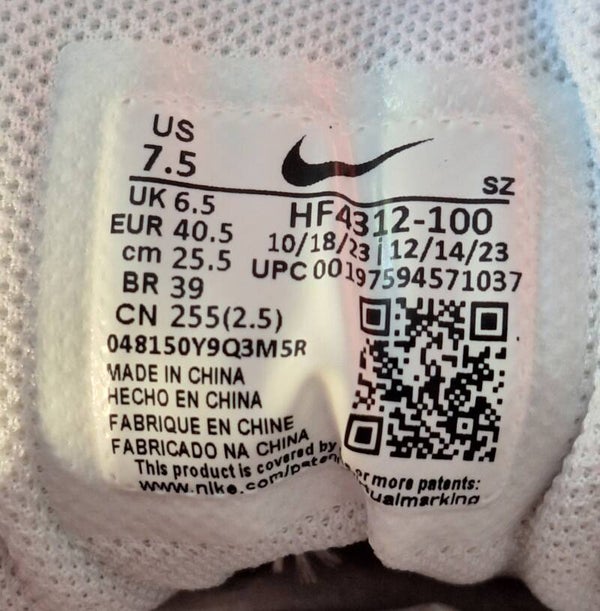 US
7.5
SZ
UK 6.5
EUR 40.5
cm 25.5
BR 39
CN 255(2.5)
HF4312-100
10/18/23 | 12/14/23
UPC 00197594571037
048150Y9Q3M5R
MADE IN CHINA
HECHO EN CHINA
FABRIQUE EN CHINE
FABRICADO NA CHINA
This product is covered by or more patents:
www.nike.com/